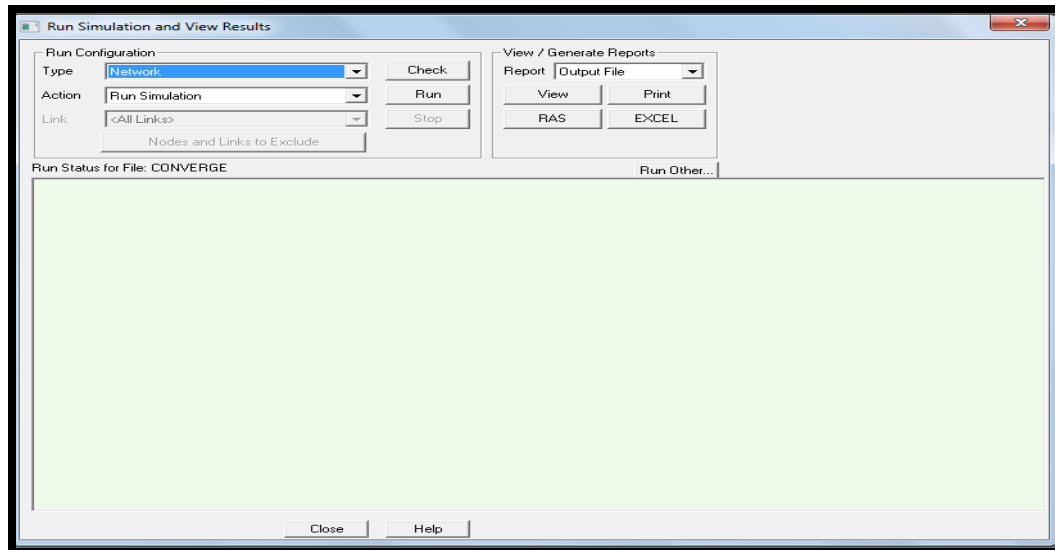 Run Simulation and View Results
Run Configuration
Type Network Check
Action Run Simulation Run
Link <All Links> Stop
Nodes and Links to Exclude
View / Generate Reports
Report Output File
View Print
RAS EXCEL
Run Status for File: CONVERGE
Run Other...
Close Help